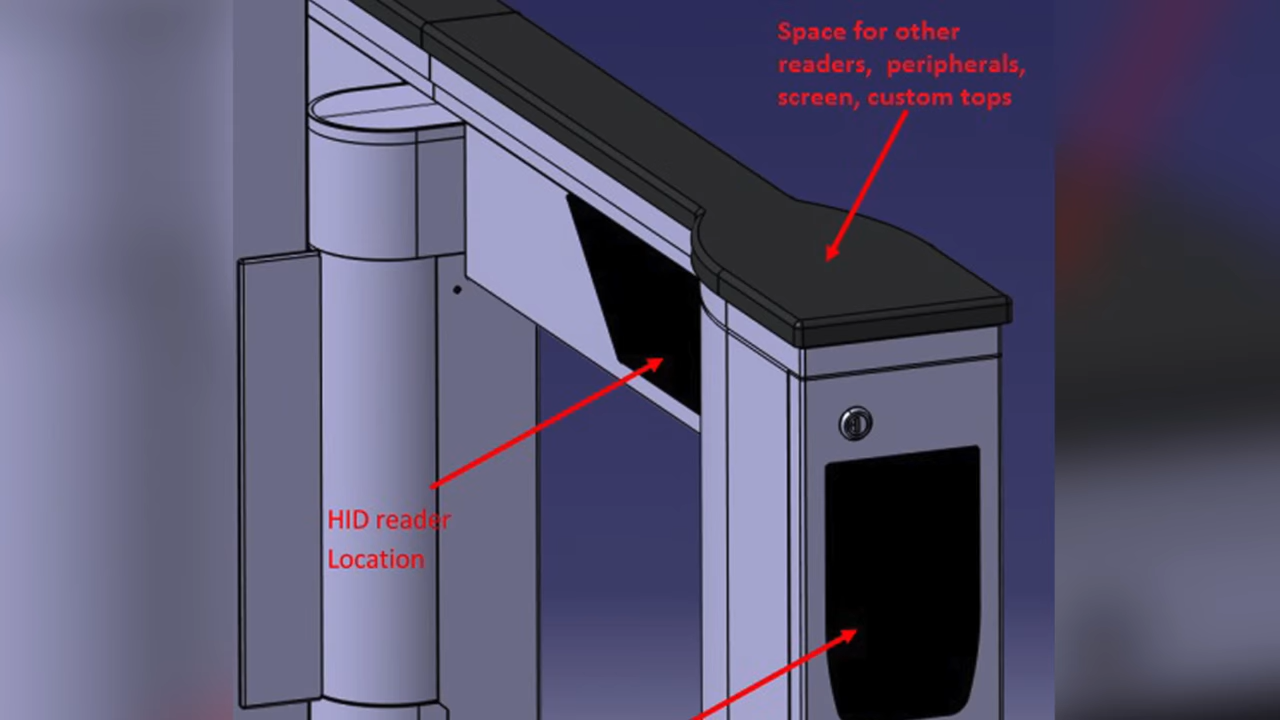 Space for other
readers, peripherals,
screen, custom tops
HID reader
Location